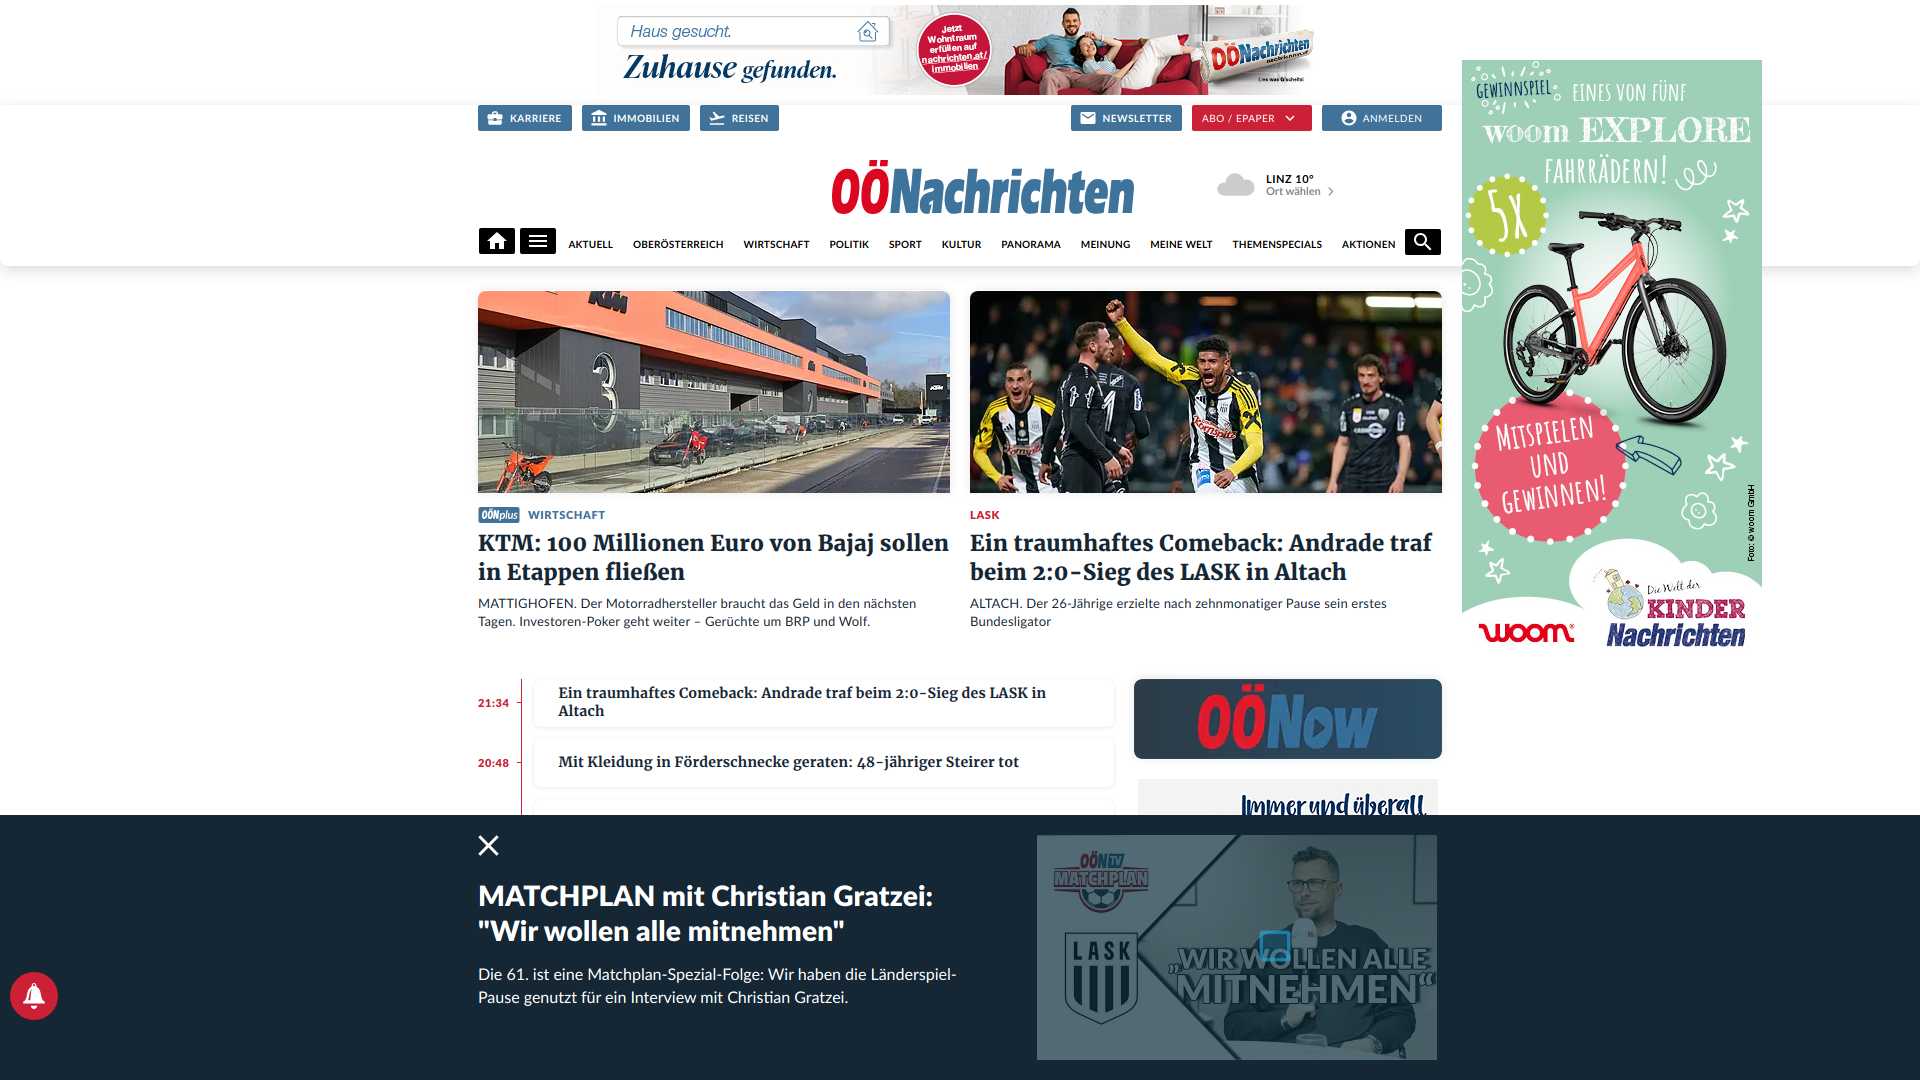 Haus gesucht.
Zuhause gefunden.
Jetzt
Wohntraum
erfüllen auf
nachrichten.at/
immobilien
OÖNachrichten
Lies was G'scheits!
KARRIERE
IMMOBILIEN
REISEN
NEWSLETTER
ABO / EPAPER
ANMELDEN
OÖNachrichten
LINZ 10°
Ort wählen
AKTUELL
OBERÖSTERREICH
WIRTSCHAFT
POLITIK
SPORT
KULTUR
PANORAMA
MEINUNG
MEINE WELT
THEMENSPECIALS
AKTIONEN
GEWINNSPIEL
EINES VON FÜNF
woom EXPLORE
FAHRRÄDERN!
5X
MITSPIELEN
UND
GEWINNEN!
Foto: © woom GmbH
Die Welt der
KINDER
Nachrichten
woom
KTM
3
2
KTM
OÖNplus WIRTSCHAFT
KTM: 100 Millionen Euro von Bajaj sollen
in Etappen fließen
MATTIGHOFEN. Der Motorradhersteller braucht das Geld in den nächsten
Tagen. Investoren-Poker geht weiter – Gerüchte um BRP und Wolf.
LASK
Ein traumhaftes Comeback: Andrade traf
beim 2:0-Sieg des LASK in Altach
ALTACH. Der 26-Jährige erzielte nach zehnmonatiger Pause sein erstes
Bundesligator
21:34
Ein traumhaftes Comeback: Andrade traf beim 2:0-Sieg des LASK in
Altach
20:48
Mit Kleidung in Förderschnecke geraten: 48-jähriger Steirer tot
OÖNow
Immer und überall
MATCHPLAN mit Christian Gratzei:
"Wir wollen alle mitnehmen"
Die 61. ist eine Matchplan-Spezial-Folge: Wir haben die Länderspiel-
Pause genutzt für ein Interview mit Christian Gratzei.
OÖN TV
MATCHPLAN
LASK
„WIR WOLLEN ALLE
MITNEHMEN“